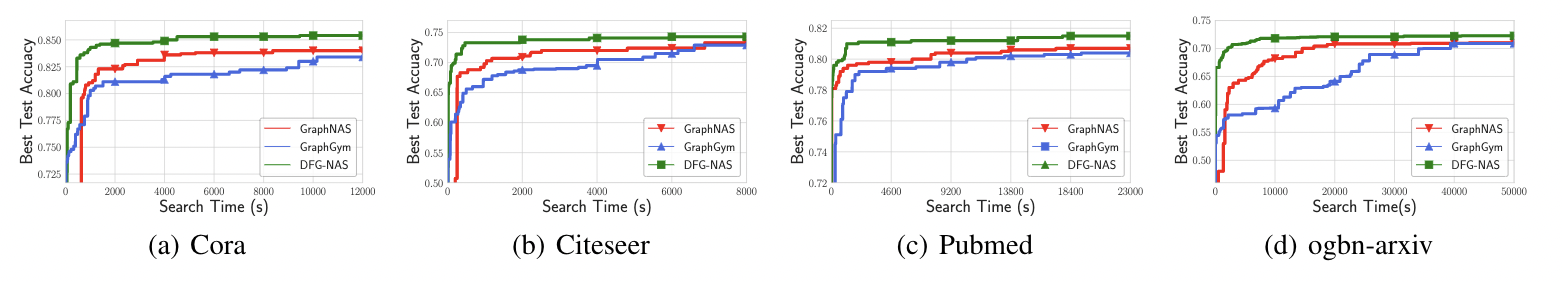 Best Test Accuacy
0.850
0.825
0.800
0.775
0.750
0.725
0 2000 4000 6000 8000 10000 12000
GraphNAS
GraphGym
DFG-NAS
Search Time (s)
(a) Cora
Best Test Accuacy
0.75
0.70
0.65
0.60
0.55
0.50
0 2000 4000 6000 8000
GraphNAS
GraphGym
DFG-NAS
Search Time (s)
(b) Citeseer
Best Test Accuacy
0.82
0.80
0.78
0.76
0.74
0.72
0 4600 9200 13800 18400 23000
GraphNAS
GraphGym
DFG-NAS
Search Time (s)
(c) Pubmed
Best Test Accuacy
0.75
0.70
0.65
0.60
0.55
0.50
0 10000 20000 30000 40000 50000
GraphNAS
GraphGym
DFG-NAS
Search Time(s)
(d) ogbn-arxiv